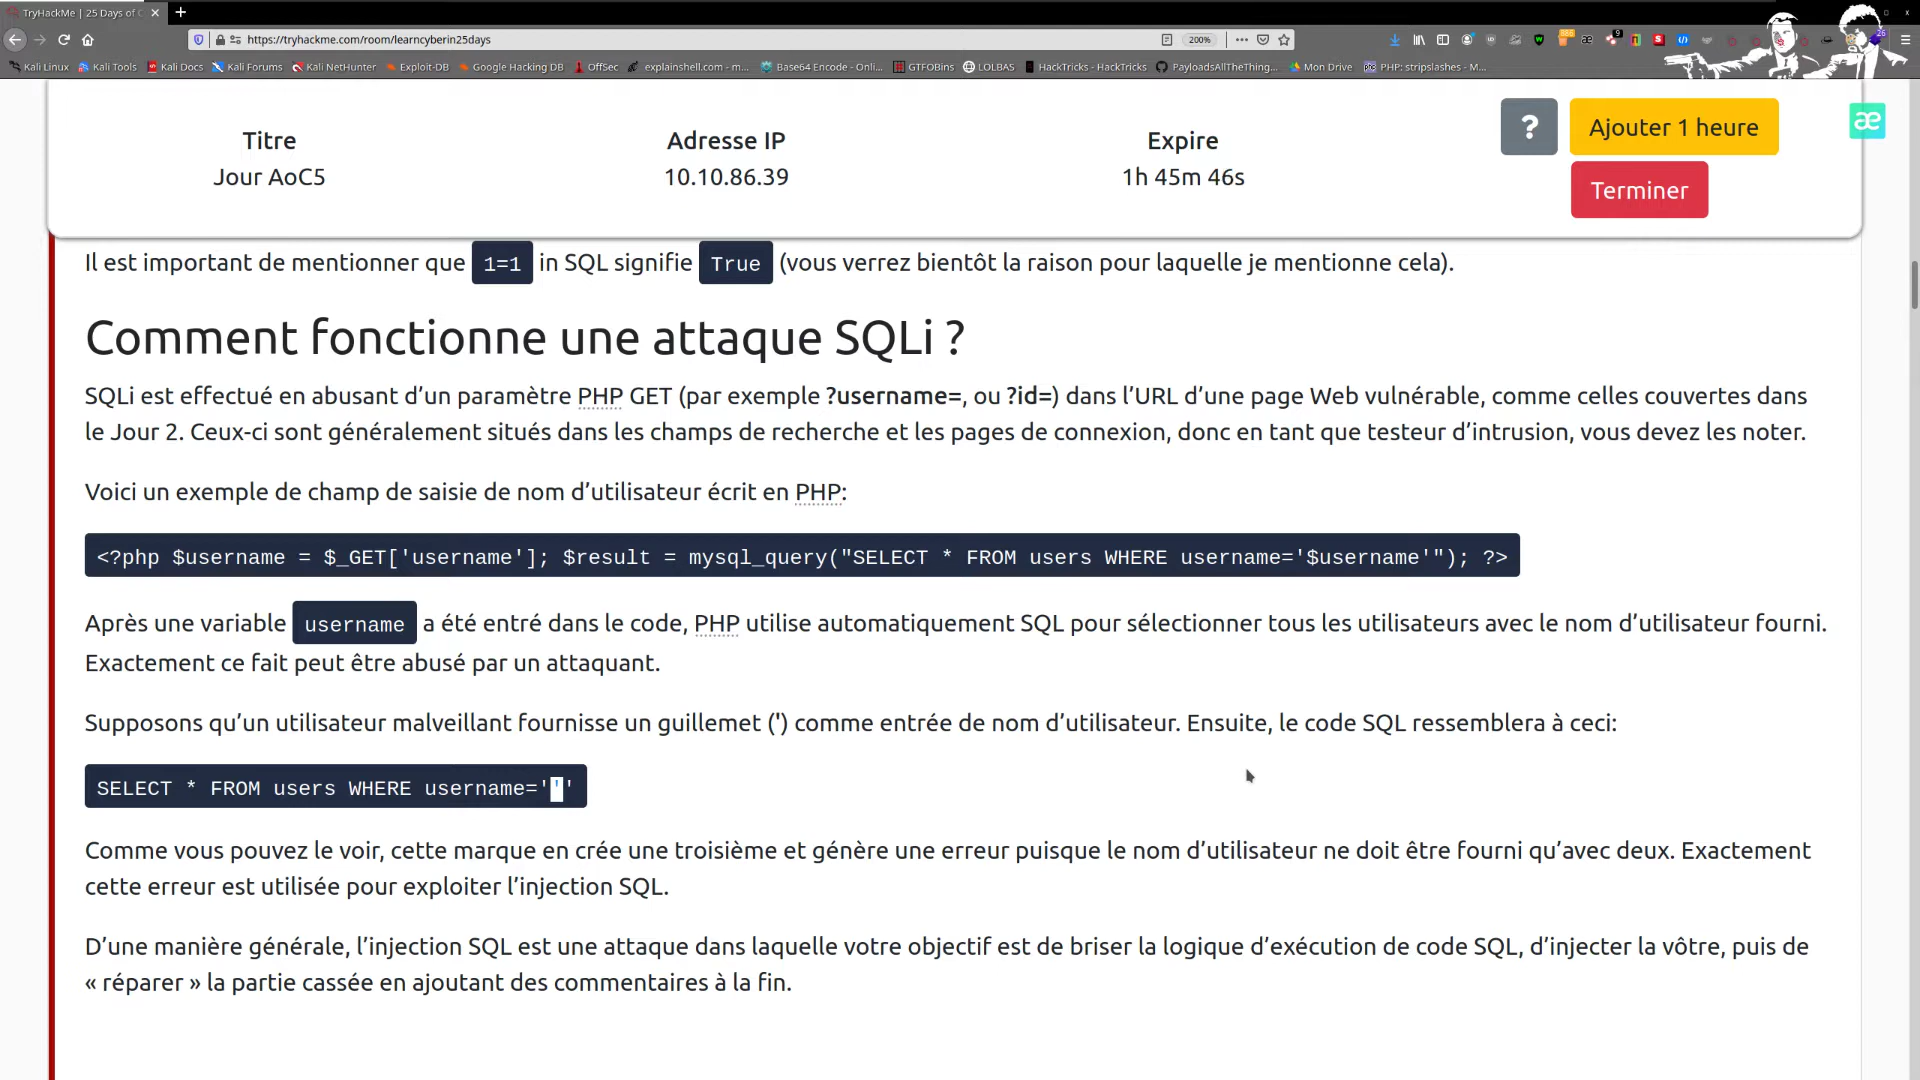 TryHackMe | 25 Days of C
https://tryhackme.com/room/learncyberin25days
200%
Kali Linux
Kali Tools
Kali Docs
Kali Forums
Kali NetHunter
Exploit-DB
Google Hacking DB
OffSec
explainshell.com - m...
Base64 Encode - Onli...
GTFOBins
LOLBAS
HackTricks - HackTricks
PayloadsAllTheThing...
Mon Drive
PHP: stripslashes - M...
Titre
Jour AoC5
Adresse IP
10.10.86.39
Expire
1h 45m 46s
?
Ajouter 1 heure
Terminer
æ
Il est important de mentionner que 1=1 in SQL signifie True (vous verrez bientôt la raison pour laquelle je mentionne cela).
Comment fonctionne une attaque SQLi ?
SQLi est effectué en abusant d’un paramètre PHP GET (par exemple ?username=, ou ?id=) dans l’URL d’une page Web vulnérable, comme celles couvertes dans
le Jour 2. Ceux-ci sont généralement situés dans les champs de recherche et les pages de connexion, donc en tant que testeur d’intrusion, vous devez les noter.
Voici un exemple de champ de saisie de nom d’utilisateur écrit en PHP:
<?php $username = $_GET['username']; $result = mysql_query("SELECT * FROM users WHERE username='$username'"); ?>
Après une variable username a été entré dans le code, PHP utilise automatiquement SQL pour sélectionner tous les utilisateurs avec le nom d’utilisateur fourni.
Exactement ce fait peut être abusé par un attaquant.
Supposons qu’un utilisateur malveillant fournisse un guillemet (') comme entrée de nom d’utilisateur. Ensuite, le code SQL ressemblera à ceci:
SELECT * FROM users WHERE username='''
Comme vous pouvez le voir, cette marque en crée une troisième et génère une erreur puisque le nom d’utilisateur ne doit être fourni qu’avec deux. Exactement
cette erreur est utilisée pour exploiter l’injection SQL.
D’une manière générale, l’injection SQL est une attaque dans laquelle votre objectif est de briser la logique d’exécution de code SQL, d’injecter la vôtre, puis de
« réparer » la partie cassée en ajoutant des commentaires à la fin.